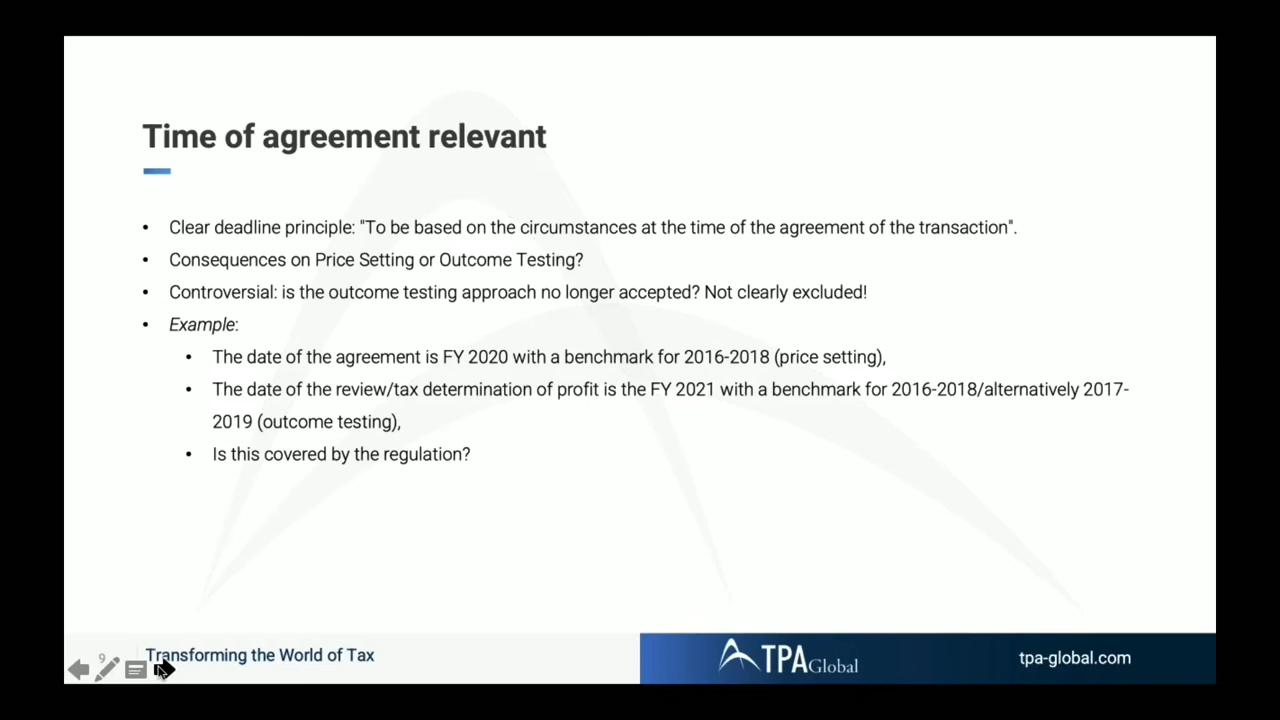 Time of agreement relevant
• Clear deadline principle: "To be based on the circumstances at the time of the agreement of the transaction".
• Consequences on Price Setting or Outcome Testing?
• Controversial: is the outcome testing approach no longer accepted? Not clearly excluded!
• Example:
• The date of the agreement is FY 2020 with a benchmark for 2016-2018 (price setting),
• The date of the review/tax determination of profit is the FY 2021 with a benchmark for 2016-2018/alternatively 2017-
2019 (outcome testing),
• Is this covered by the regulation?
9
Transforming the World of Tax
TPA Global
tpa-global.com